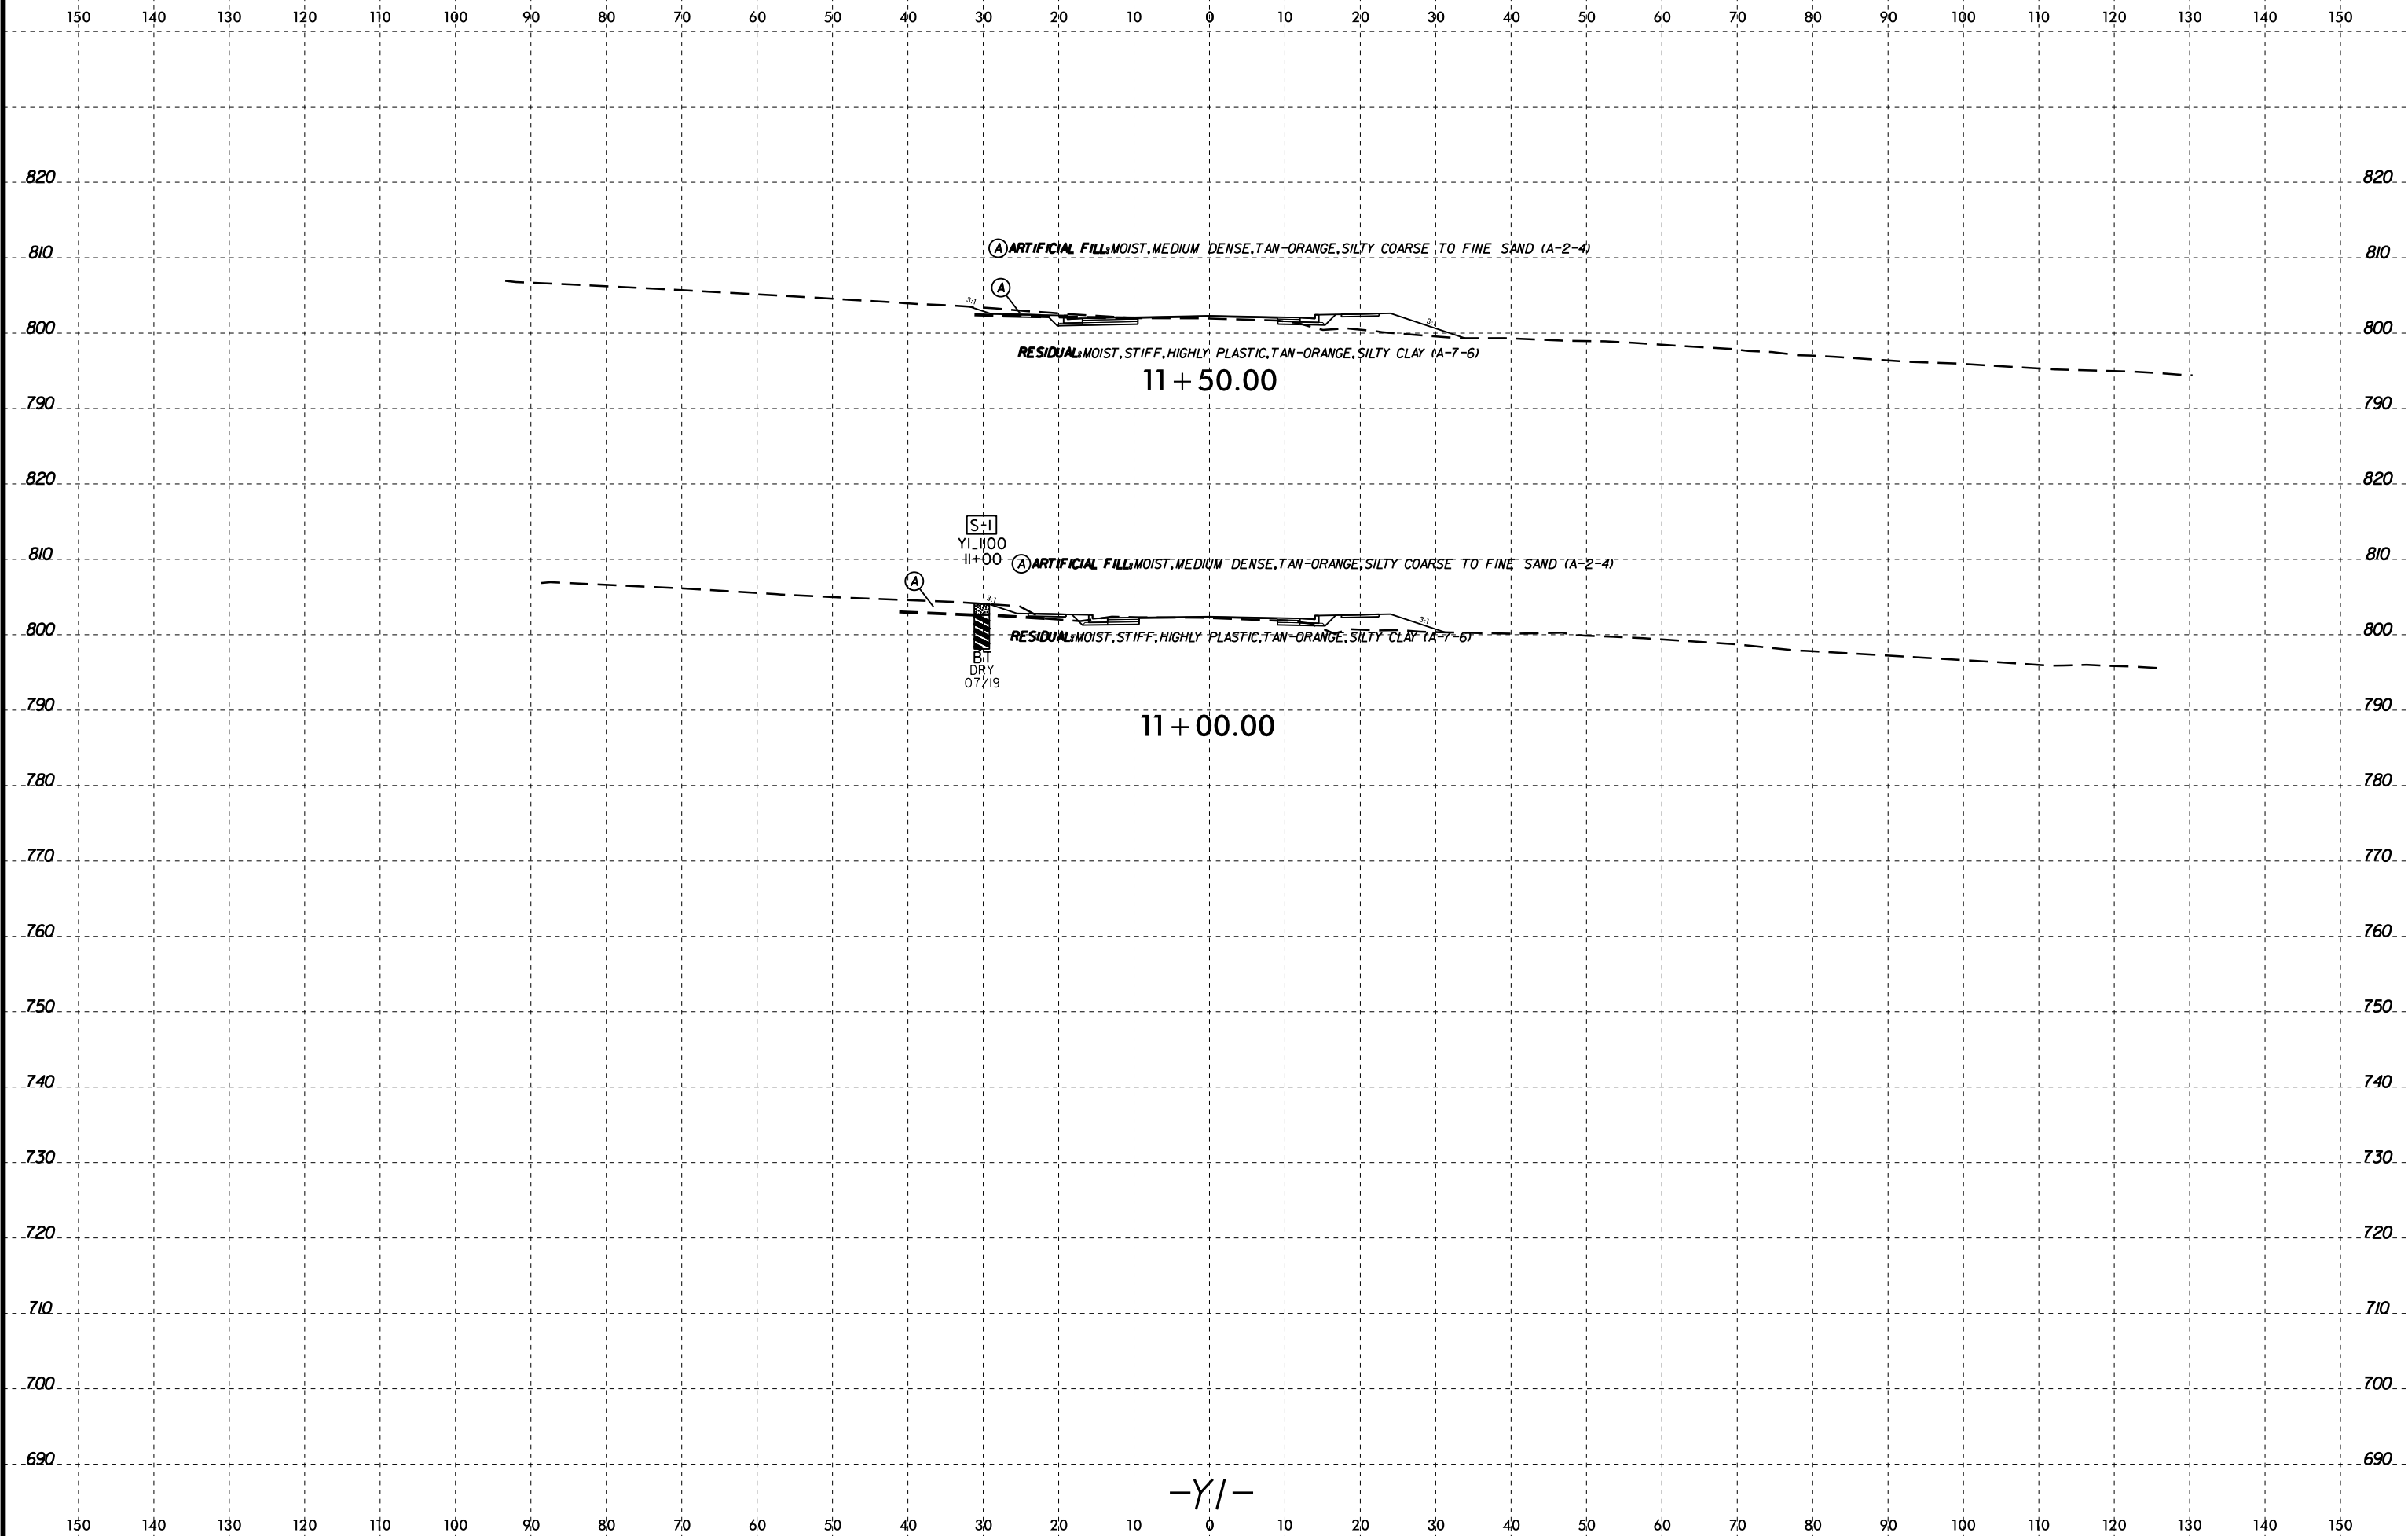 150 140 130 120 110 100 90 80 70 60 50 40 30 20 10 0 10 20 30 40 50 60 70 80 90 100 110 120 130 140 150
820 820
810 810
Ⓐ ARTIFICIAL FILL: MOIST, MEDIUM DENSE, TAN-ORANGE, SILTY COARSE TO FINE SAND (A-2-4)
A
3:1
3:1
800 800
RESIDUAL: MOIST, STIFF, HIGHLY PLASTIC, TAN-ORANGE, SILTY CLAY (A-7-6)
11+50.00
790 790
820 820
S-1
Y1_1100
11+00
810 810
Ⓐ ARTIFICIAL FILL: MOIST, MEDIUM DENSE, TAN-ORANGE, SILTY COARSE TO FINE SAND (A-2-4)
A
3:1
3:1
800 800
RESIDUAL: MOIST, STIFF, HIGHLY PLASTIC, TAN-ORANGE, SILTY CLAY (A-7-6)
BT
DRY
07/19
790 790
11+00.00
780 780
770 770
760 760
750 750
740 740
730 730
720 720
710 710
700 700
690 690
-Y1-
150 140 130 120 110 100 90 80 70 60 50 40 30 20 10 0 10 20 30 40 50 60 70 80 90 100 110 120 130 140 150